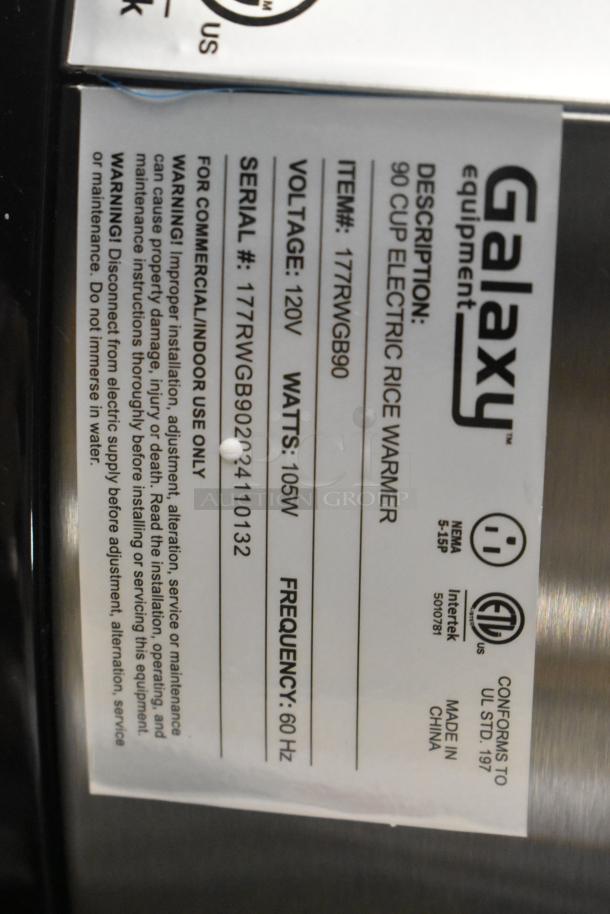 k
US
Galaxy™
equipment
NEMA
5-15P
Intertek
5010781
US
CONFORMS TO
UL STD. 197
MADE IN
CHINA
DESCRIPTION:
90 CUP ELECTRIC RICE WARMER
ITEM#: 177RWGB90
VOLTAGE: 120V WATTS: 105W FREQUENCY: 60 Hz
SERIAL #: 177RWGB902034110132
FOR COMMERCIAL/INDOOR USE ONLY
WARNING! Improper installation, adjustment, alteration, service or maintenance
can cause property damage, injury or death. Read the installation, operating, and
maintenance instructions thoroughly before installing or servicing this equipment.
WARNING! Disconnect from electric supply before adjustment, alternation, service
or maintenance. Do not immerse in water.
AUCTION GROUP